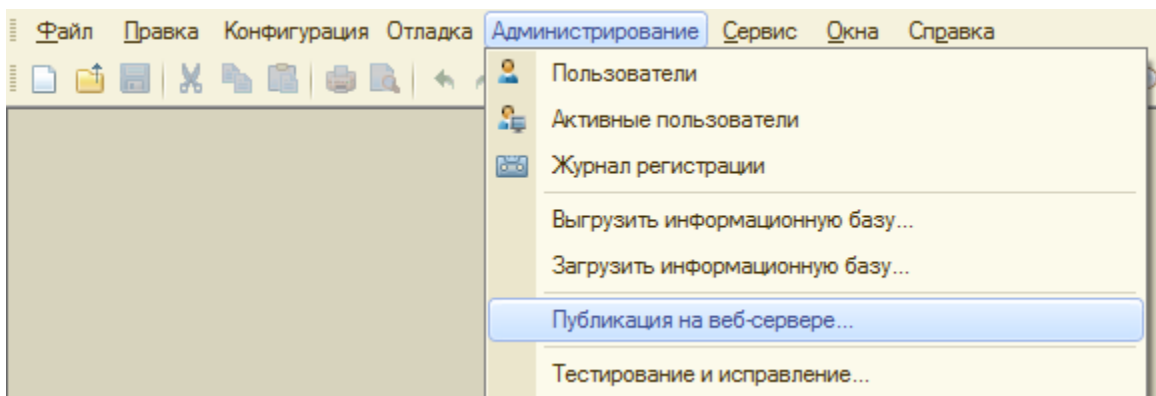 Файл Правка Конфигурация Отладка Администрирование Сервис Окна Справка
Пользователи
Активные пользователи
Журнал регистрации
Выгрузить информационную базу...
Загрузить информационную базу...
Публикация на веб-сервере...
Тестирование и исправление...